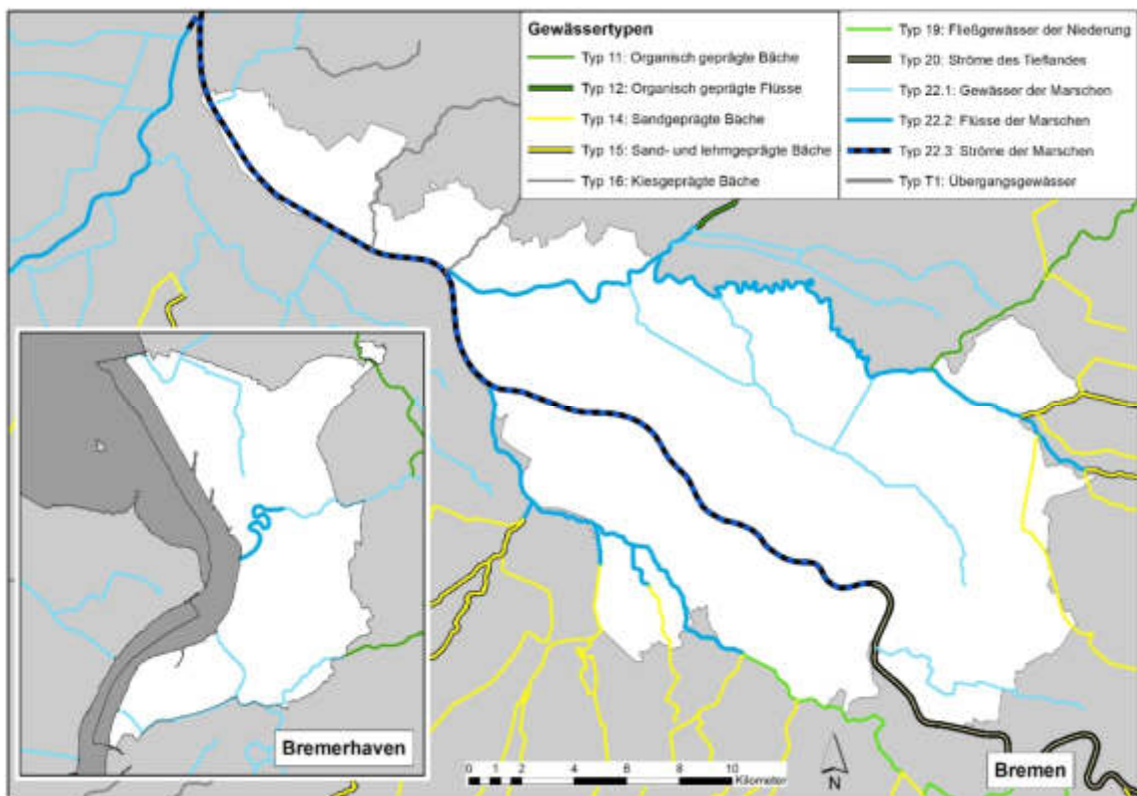 Gewässertypen
Typ 11: Organisch geprägte Bäche
Typ 12: Organisch geprägte Flüsse
Typ 14: Sandgeprägte Bäche
Typ 15: Sand- und lehmgeprägte Bäche
Typ 16: Kiesgeprägte Bäche
Typ 19: Fließgewässer der Niederung
Typ 20: Ströme des Tieflandes
Typ 22.1: Gewässer der Marschen
Typ 22.2: Flüsse der Marschen
Typ 22.3: Ströme der Marschen
Typ T1: Übergangsgewässer
Bremerhaven
0 1 2 4 6 8 10
Kilometer
N
Bremen